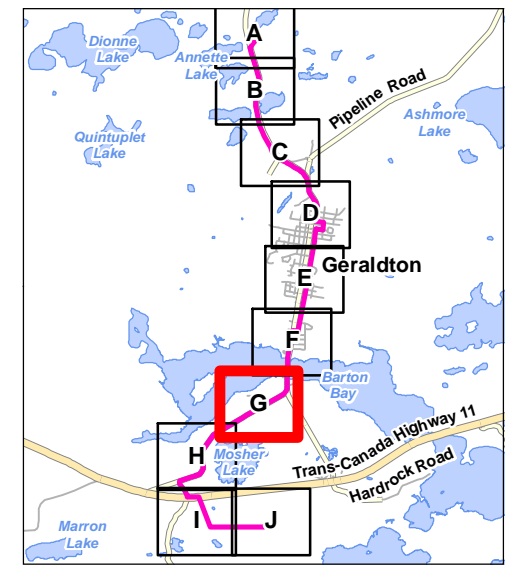 A
Dionne
Lake
Annette
Lake
B
Pipeline Road
Ashmore
Lake
Quintuplet
Lake
C
D
Geraldton
E
F
Barton
Bay
G
Trans-Canada Highway 11
H
Mosher
Lake
Hardrock Road
I
J
Marron
Lake